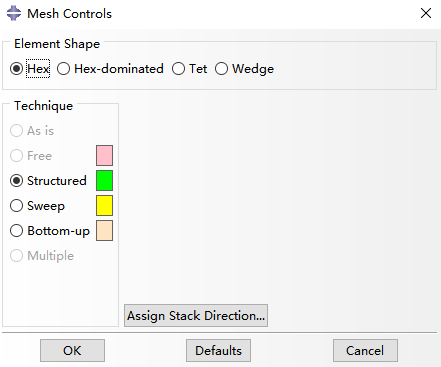 Mesh Controls
Element Shape
Hex Hex-dominated Tet Wedge
Technique
As is
Free
Structured
Sweep
Bottom-up
Multiple
Assign Stack Direction...
OK Defaults Cancel